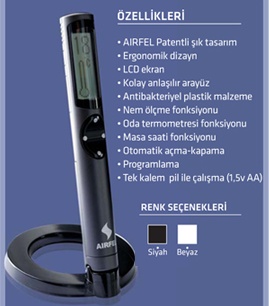 ÖZELLİKLERİ
• AIRFEL Patentli şık tasarım
• Ergonomik dizayn
• LCD ekran
• Kolay anlaşılır arayüz
• Antibakteriyel plastik malzeme
• Nem ölçme fonksiyonu
• Oda termometresi fonksiyonu
• Masa saati fonksiyonu
• Otomatik açma-kapama
• Programlama
• Tek kalem pil ile çalışma (1,5v AA)
RENK SEÇENEKLERİ
Siyah Beyaz
AIRFEL